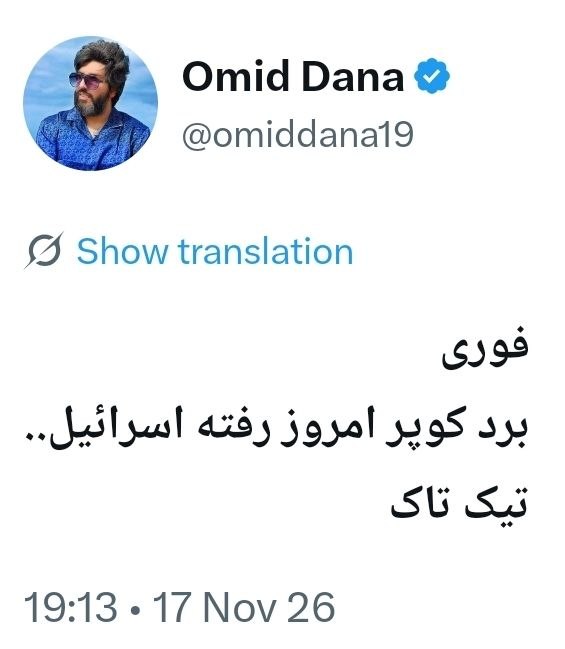 Omid Dana
@omiddana19
Show translation
فوری
برد کوپر امروز رفته اسرائیل..
تیک تاک
19:13 • 17 Nov 26